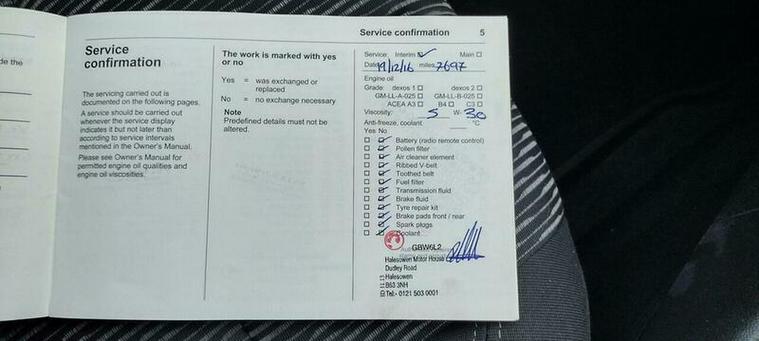 Service confirmation 5
de the
Service
confirmation
The servicing carried out is
documented on the following pages.
A service should be carried out
whenever the service display
indicates it but not later than
according to service intervals
mentioned in the Owner's Manual.
Please see Owner's Manual for
permitted engine oil qualities and
engine oil viscosities.
The work is marked with yes
or no
Yes = was exchanged or
replaced
No = no exchange necessary
Note
Predefined details must not be
altered.
Service: Interim Main
Date 19/12/16 miles 7697
Engine oil
Grade: dexos 1 dexos 2
GM-LL-A-025 GM-LL-B-025
ACEA A3 B4 C3
Viscosity: 5 W- 30
Anti-freeze, coolant °C
Yes No
Battery (radio remote control)
Pollen filter
Air cleaner element
Ribbed V-belt
Toothed belt
Fuel filter
Transmission fluid
Brake fluid
Tyre repair kit
Brake pads front / rear
Spark plugs
Coolant
GBW6L2
Halesowen Motor House
Dudley Road
Halesowen
B63 3NH
Tel:- 0121 503 0001